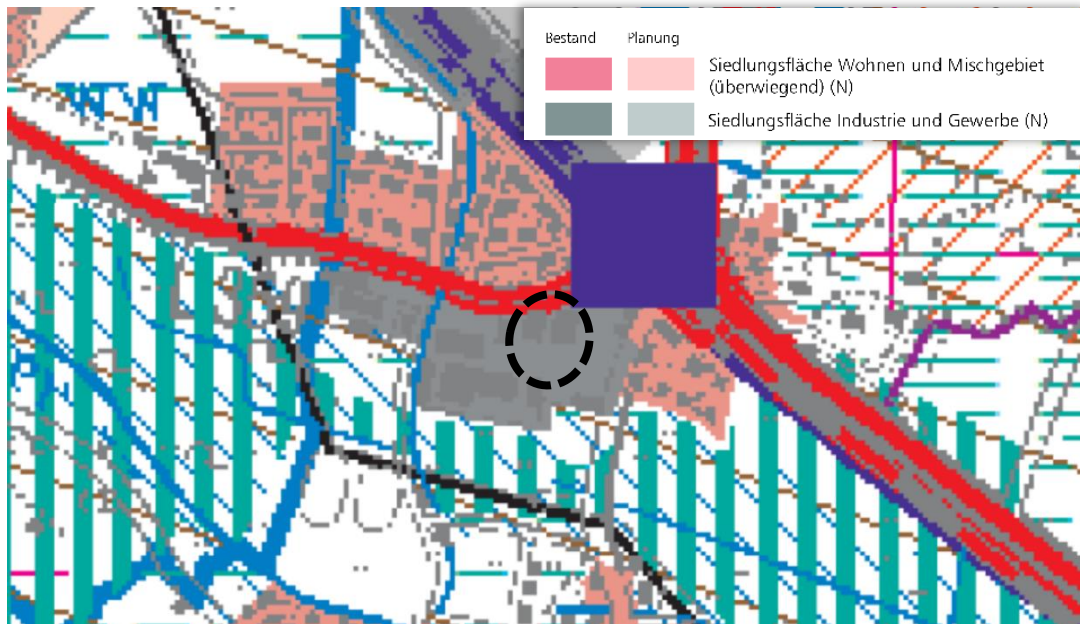 Bestand Planung
Siedlungsfläche Wohnen und Mischgebiet
(überwiegend) (N)
Siedlungsfläche Industrie und Gewerbe (N)